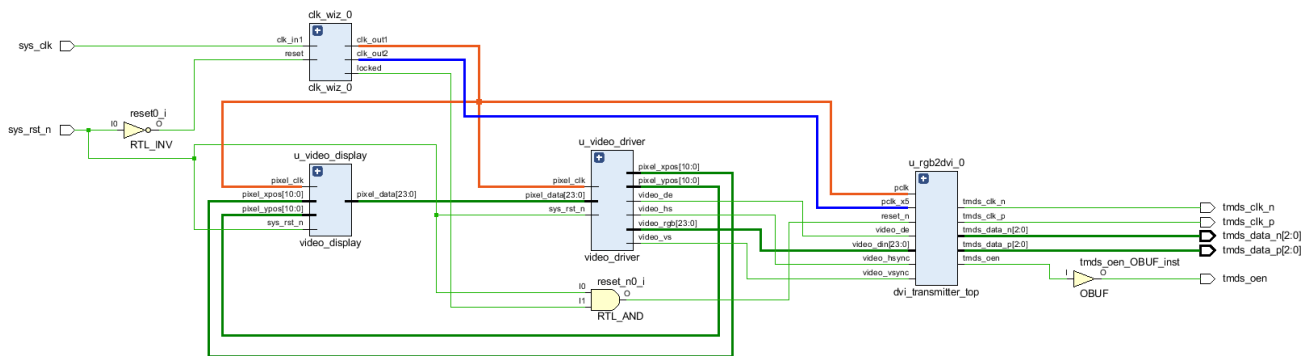 clk_wiz_0
sys_clk
clk_in1
reset
clk_out1
clk_out2
locked
clk_wiz_0
sys_rst_n
reset0_i
I0
O
RTL_INV
u_video_display
pixel_clk
pixel_xpos[10:0]
pixel_ypos[10:0]
sys_rst_n
pixel_data[23:0]
video_display
u_video_driver
pixel_clk
pixel_data[23:0]
sys_rst_n
pixel_xpos[10:0]
pixel_ypos[10:0]
video_de
video_hs
video_rgb[23:0]
video_vs
video_driver
reset_n0_i
I0
I1
O
RTL_AND
u_rgb2dvi_0
pclk
pclk_x5
reset_n
video_de
video_din[23:0]
video_hsync
video_vsync
tmds_clk_n
tmds_clk_p
tmds_data_n[2:0]
tmds_data_p[2:0]
tmds_oen
dvi_transmitter_top
tmds_oen_OBUF_inst
I
O
OBUF
tmds_clk_n
tmds_clk_p
tmds_data_n[2:0]
tmds_data_p[2:0]
tmds_oen